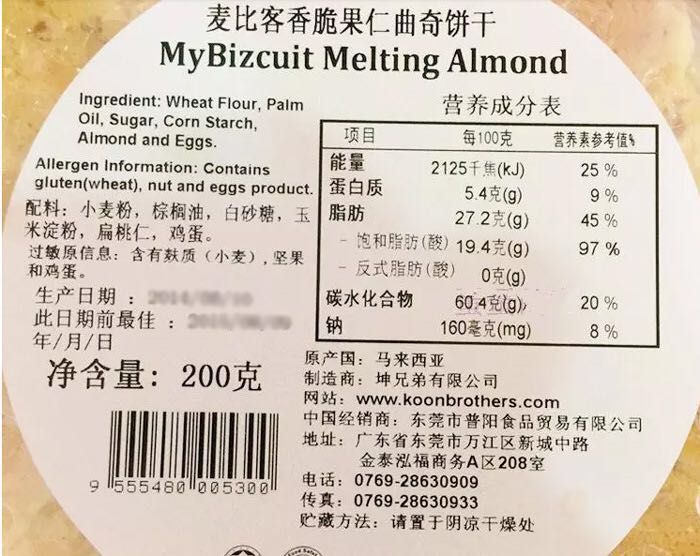 麦比客香脆果仁曲奇饼干
MyBizcuit Melting Almond
Ingredient: Wheat Flour, Palm
Oil, Sugar, Corn Starch,
Almond and Eggs.
Allergen Information: Contains
gluten(wheat), nut and eggs product.
配料：小麦粉，棕榈油，白砂糖，玉
米淀粉，扁桃仁，鸡蛋。
过敏原信息：含有麸质（小麦）,坚果
和鸡蛋。
生产日期：
此日期前最佳：
年/月/日
净含量：200克
9 555480 005300
营养成分表
项目 每100克 营养素参考值%
能量 2125千焦(kJ) 25 %
蛋白质 5.4克(g) 9 %
脂肪 27.2克(g) 45 %
- 饱和脂肪(酸) 19.4克(g) 97 %
- 反式脂肪(酸) 0克(g)
碳水化合物 60.4克(g) 20 %
钠 160毫克(mg) 8 %
原产国：马来西亚
制造商：坤兄弟有限公司
网站：www.koonbrothers.com
中国经销商：东莞市普阳食品贸易有限公司
地址：广东省东莞市万江区新城中路
金泰泓福商务A区208室
电话：0769-28630909
传真：0769-28630933
贮藏方法：请置于阴凉干燥处